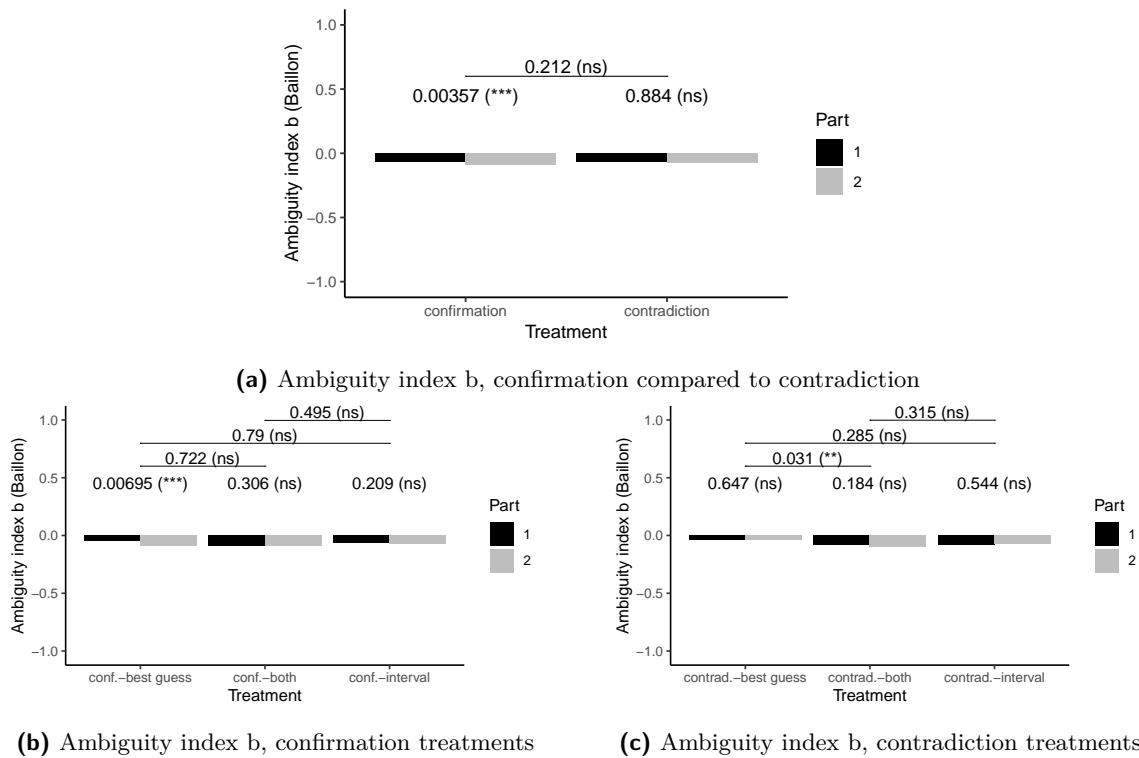 1.0
0.212 (ns)
0.5
0.00357 (***)
0.884 (ns)
0.0
−0.5
−1.0
Ambiguity index b (Baillon)
confirmation
contradiction
Treatment
Part
1
2
(a) Ambiguity index b, confirmation compared to contradiction
1.0
0.495 (ns)
0.79 (ns)
0.722 (ns)
0.5
0.00695 (***)
0.306 (ns)
0.209 (ns)
0.0
−0.5
−1.0
Ambiguity index b (Baillon)
conf.−best guess
conf.−both
conf.−interval
Treatment
Part
1
2
(b) Ambiguity index b, confirmation treatments
1.0
0.315 (ns)
0.285 (ns)
0.031 (**)
0.5
0.647 (ns)
0.184 (ns)
0.544 (ns)
0.0
−0.5
−1.0
Ambiguity index b (Baillon)
contrad.−best guess
contrad.−both
contrad.−interval
Treatment
Part
1
2
(c) Ambiguity index b, contradiction treatments